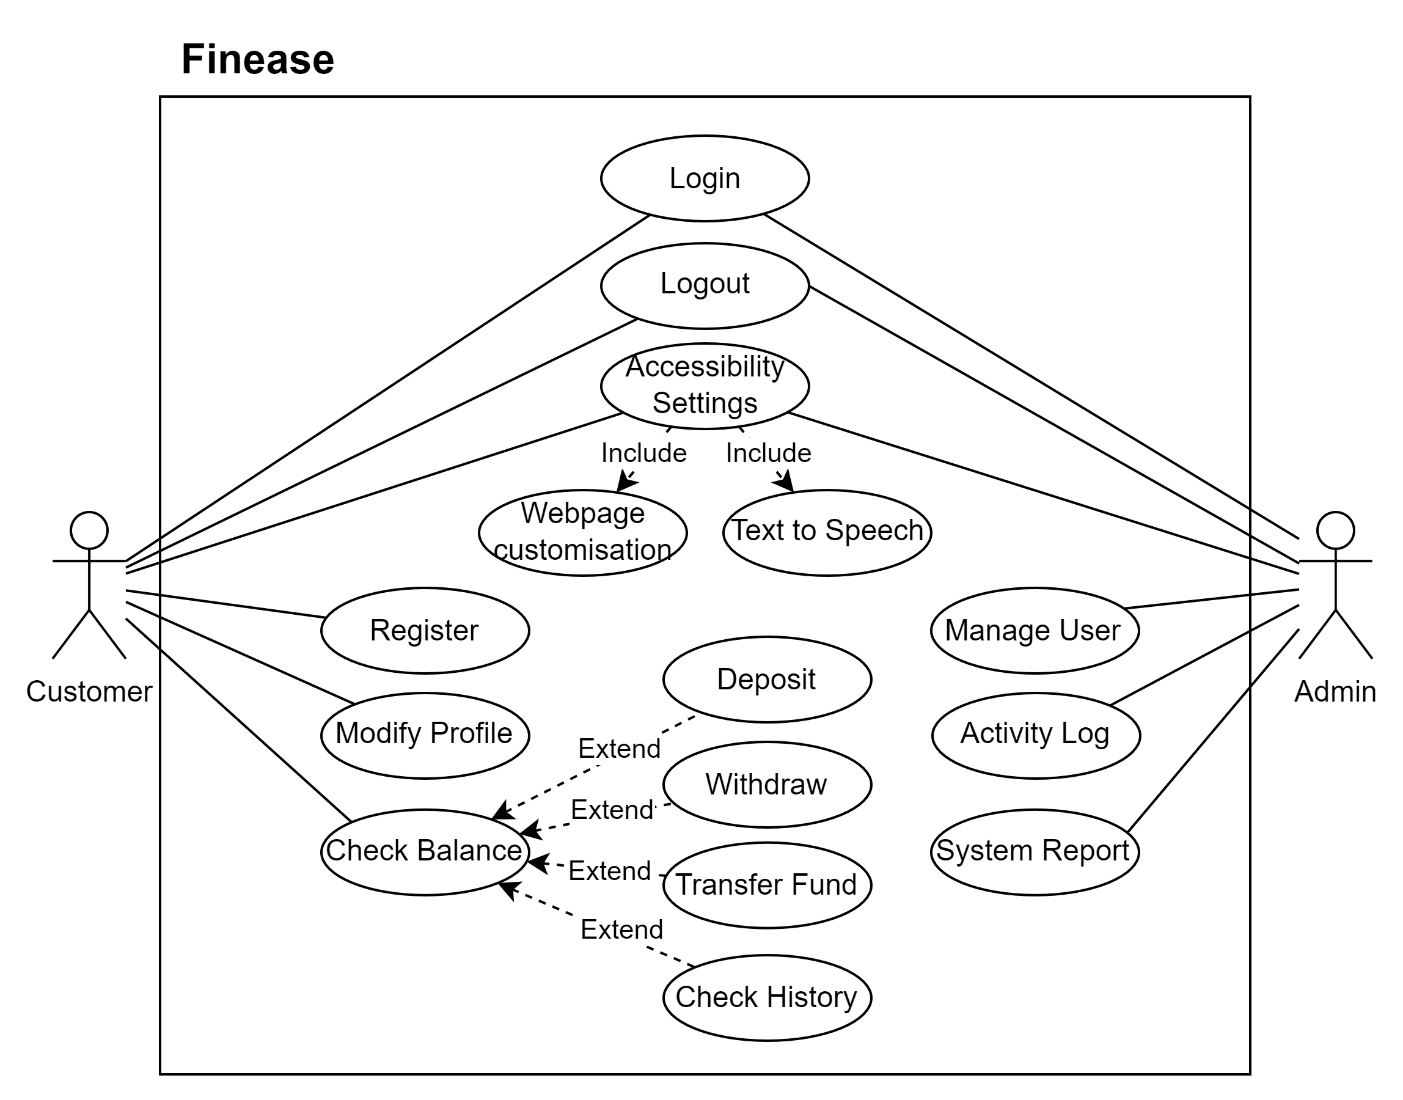 Finease
Login
Logout
Accessibility
Settings
Include
Include
Webpage
customisation
Text to Speech
Customer
Admin
Register
Modify Profile
Check Balance
Deposit
Extend
Withdraw
Extend
Transfer Fund
Extend
Check History
Extend
Manage User
Activity Log
System Report